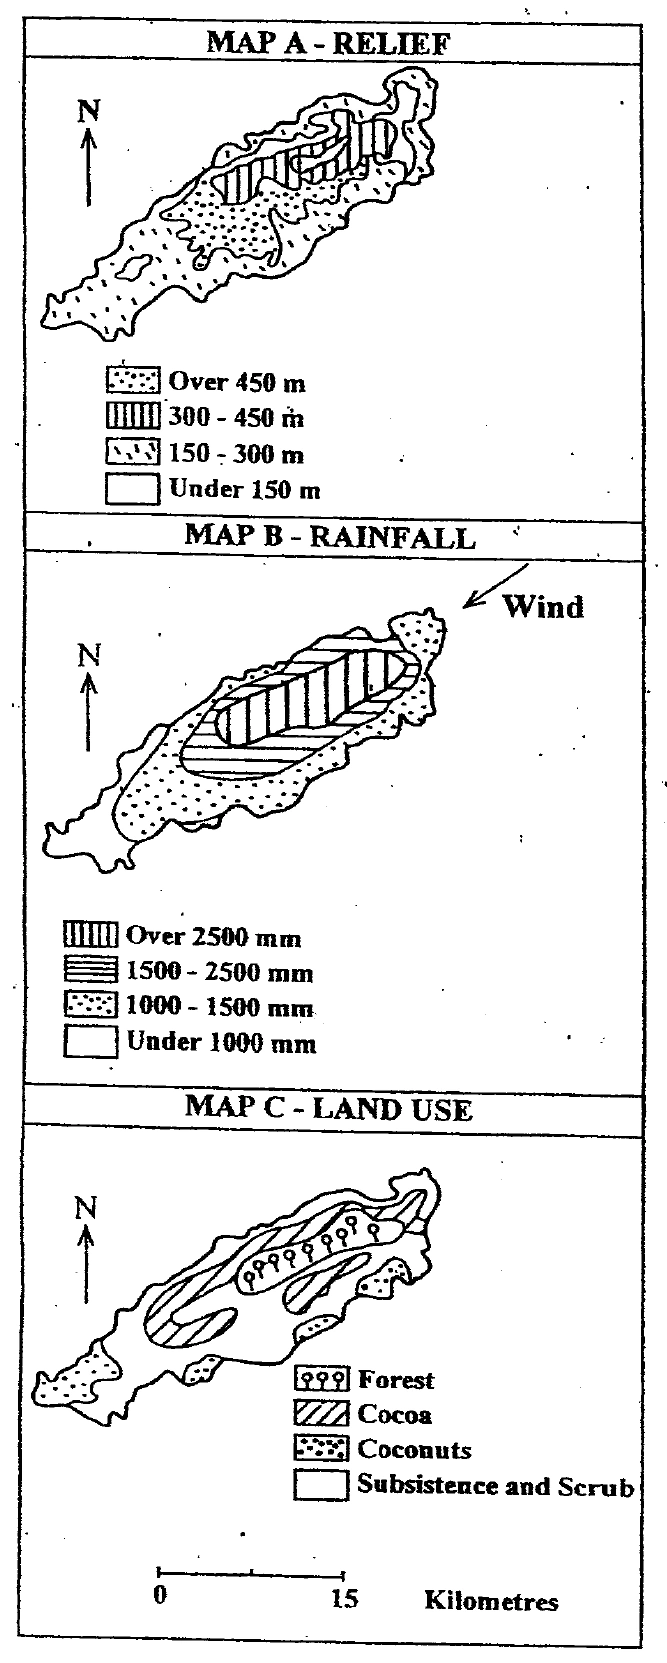 MAP A - RELIEF
N
Over 450 m
300 - 450 m
150 - 300 m
Under 150 m
MAP B - RAINFALL
Wind
N
Over 2500 mm
1500 - 2500 mm
1000 - 1500 mm
Under 1000 mm
MAP C - LAND USE
N
Forest
Cocoa
Coconuts
Subsistence and Scrub
0 15 Kilometres